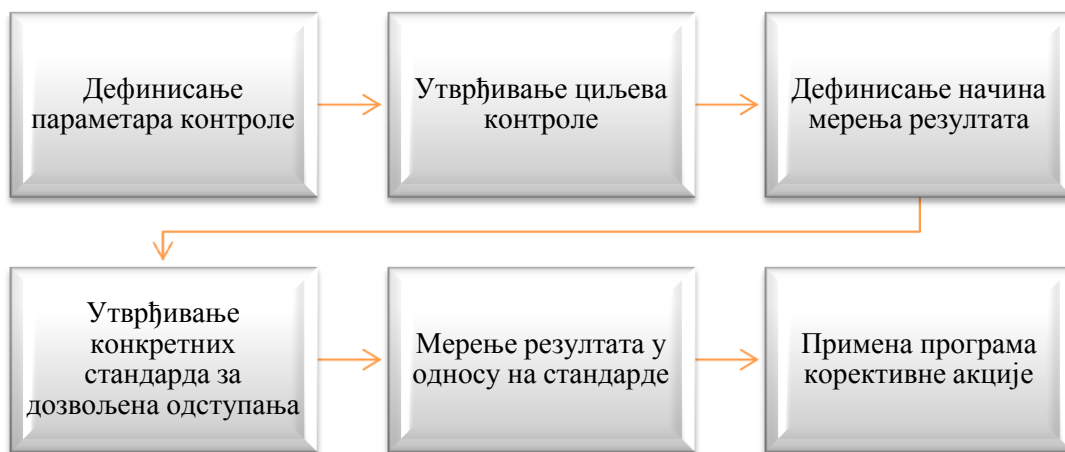 Дефинисање
параметара контроле
Утврђивање циљева
контроле
Дефинисање начина
мерења резултата
Утврђивање
конкретних
стандарда за
дозвољена одступања
Мерење резултата у
односу на стандарде
Примена програма
корективне акције